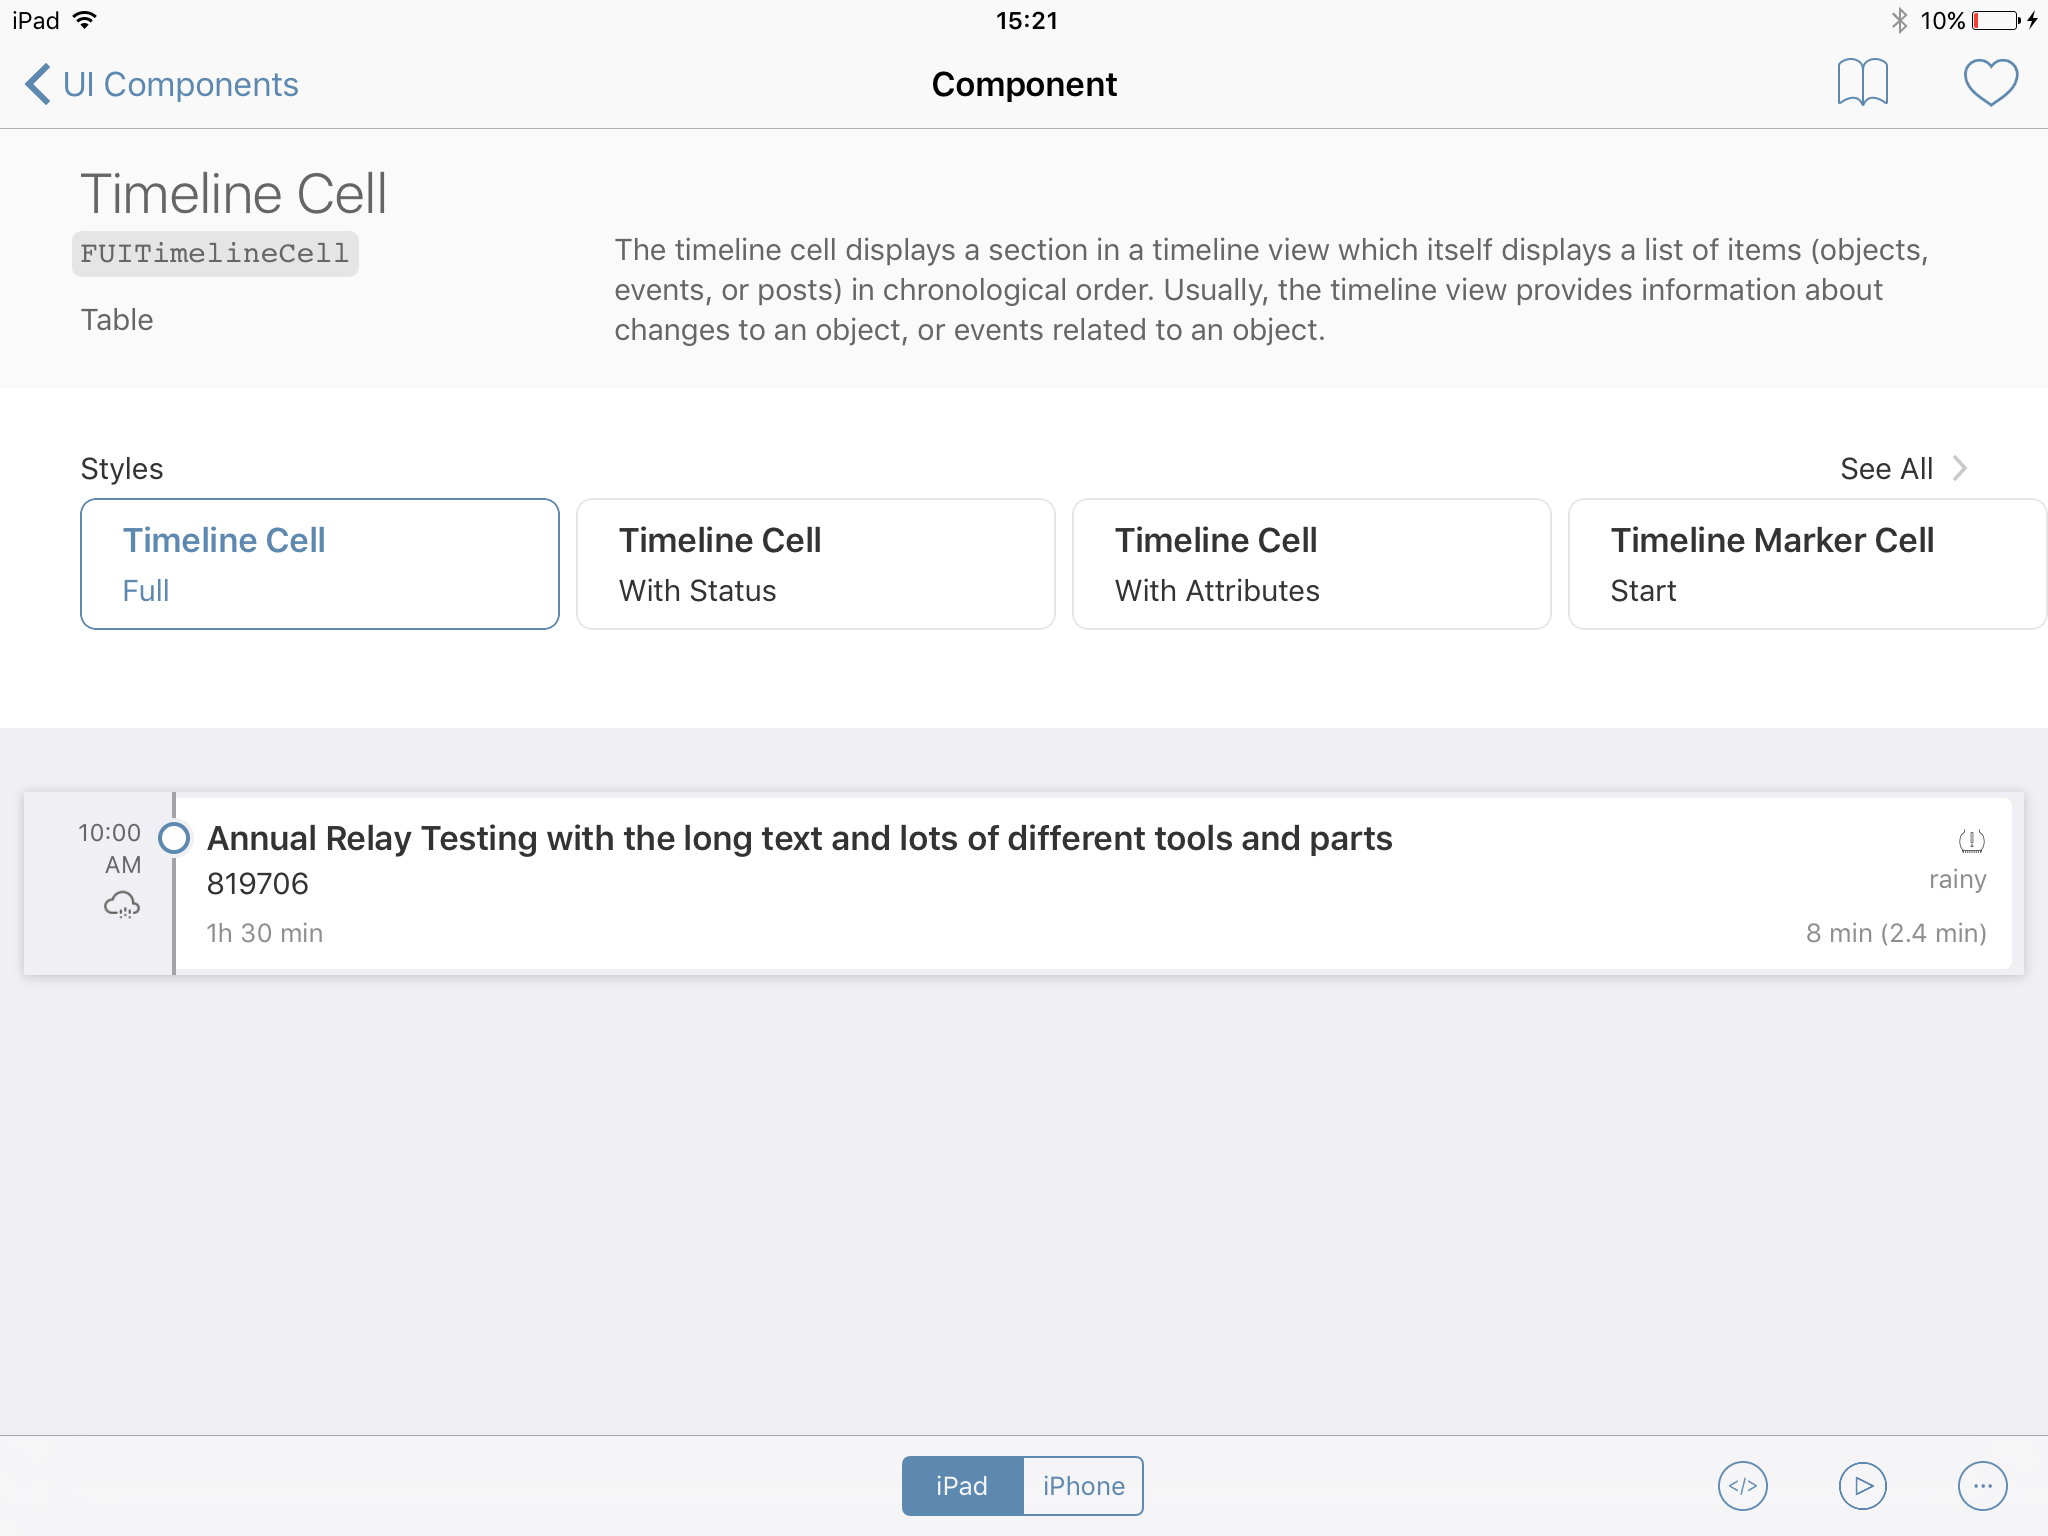 iPad 15:21 10%
UI Components Component
Timeline Cell
FUITimelineCell
Table
The timeline cell displays a section in a timeline view which itself displays a list of items (objects,
events, or posts) in chronological order. Usually, the timeline view provides information about
changes to an object, or events related to an object.
Styles See All
Timeline Cell
Full
Timeline Cell
With Status
Timeline Cell
With Attributes
Timeline Marker Cell
Start
10:00
AM
Annual Relay Testing with the long text and lots of different tools and parts
819706
1h 30 min
rainy
8 min (2.4 min)
iPad iPhone